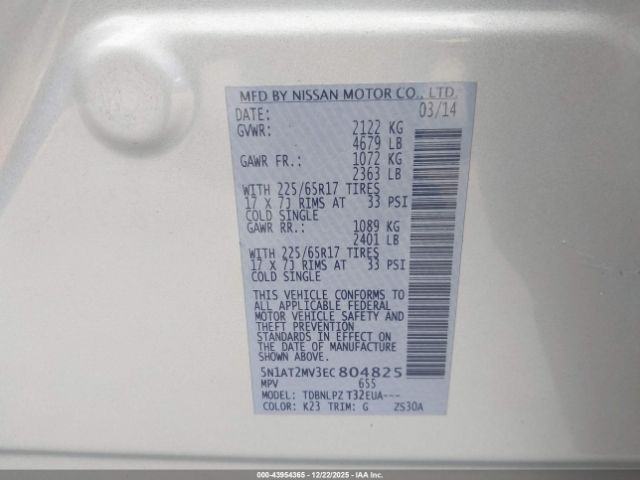 MFD BY NISSAN MOTOR CO., LTD.
DATE: 03/14
GVWR: 2122 KG
4679 LB
GAWR FR.: 1072 KG
2363 LB
WITH 225/65R17 TIRES
17 X 7J RIMS AT 33 PSI
COLD SINGLE
GAWR RR.: 1089 KG
2401 LB
WITH 225/65R17 TIRES
17 X 7J RIMS AT 33 PSI
COLD SINGLE
THIS VEHICLE CONFORMS TO
ALL APPLICABLE FEDERAL
MOTOR VEHICLE SAFETY AND
THEFT PREVENTION
STANDARDS IN EFFECT ON THE
DATE OF MANUFACTURE
SHOWN ABOVE.
5N1AT2MV3EC804825
MPV 6S5
MODEL: TDBNLPZ T32EUA---
COLOR: K23 TRIM: G ZS30A
000-43954365 - 12/22/2025 - IAA Inc.